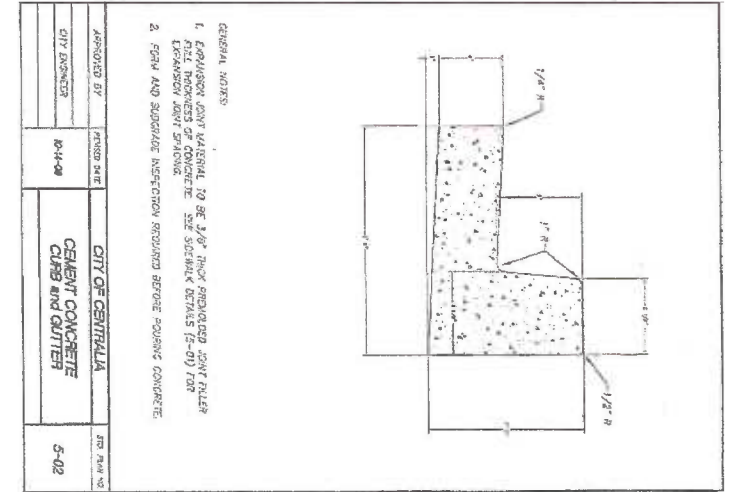 1/4" R
1" R
1/2" R
GENERAL NOTES:
1. EXPANSION JOINT MATERIAL TO BE 3/8" THICK PREMOLDED JOINT FILLER
FULL THICKNESS OF CONCRETE. SEE SIDEWALK DETAILS (5-01) FOR
EXPANSION JOINT SPACING.
2. FORM AND SUBGRADE INSPECTION REQUIRED BEFORE POURING CONCRETE.
APPROVED BY
CITY ENGINEER
REVISED DATE
CITY OF CENTRALIA
CEMENT CONCRETE
CURB and GUTTER
STD. PLAN NO.
5-02